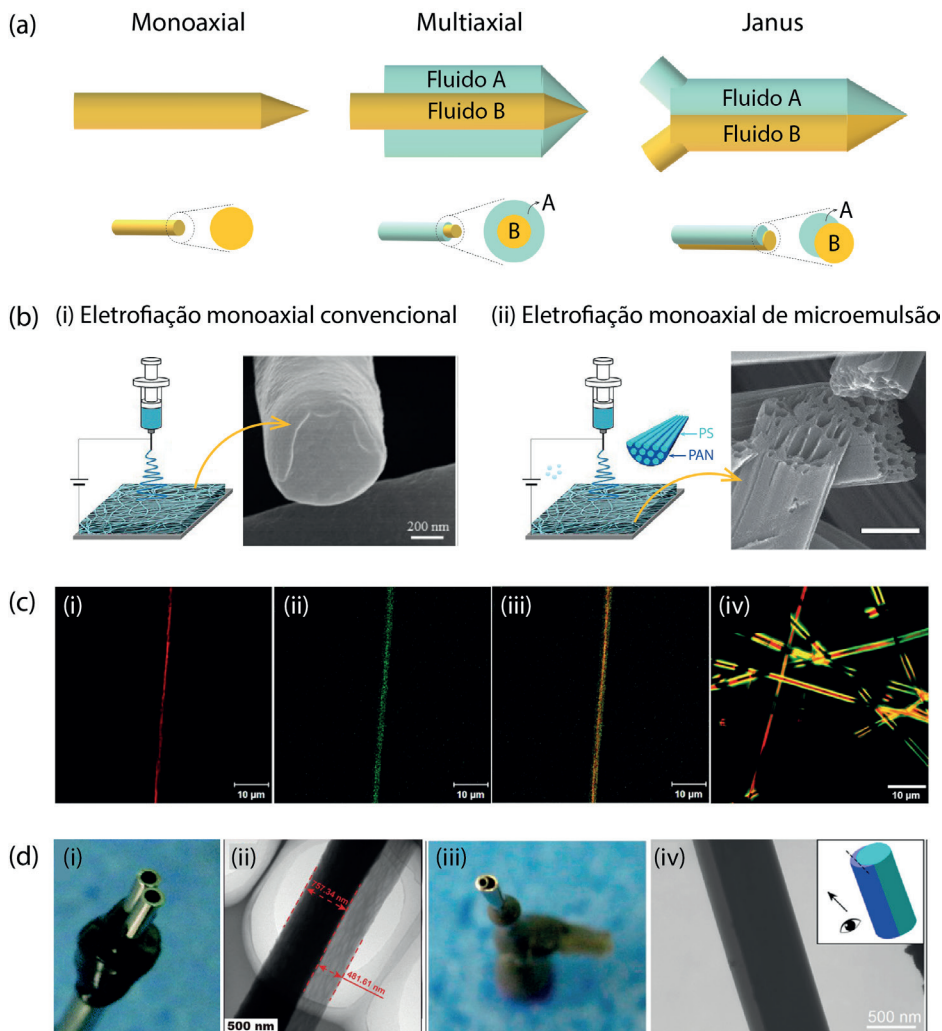 (a)
Monoaxial
Multiaxial
Janus
Fluido A
Fluido B
Fluido A
Fluido B
A
B
A
B
(b)
(i) Eletrofiação monoaxial convencional
(ii) Eletrofiação monoaxial de microemulsão
200 nm
PS
PAN
(c)
(i)
(ii)
(iii)
(iv)
10 µm
10 µm
10 µm
10 µm
(d)
(i)
(ii)
(iii)
(iv)
757.34 nm
481.61 nm
500 nm
500 nm